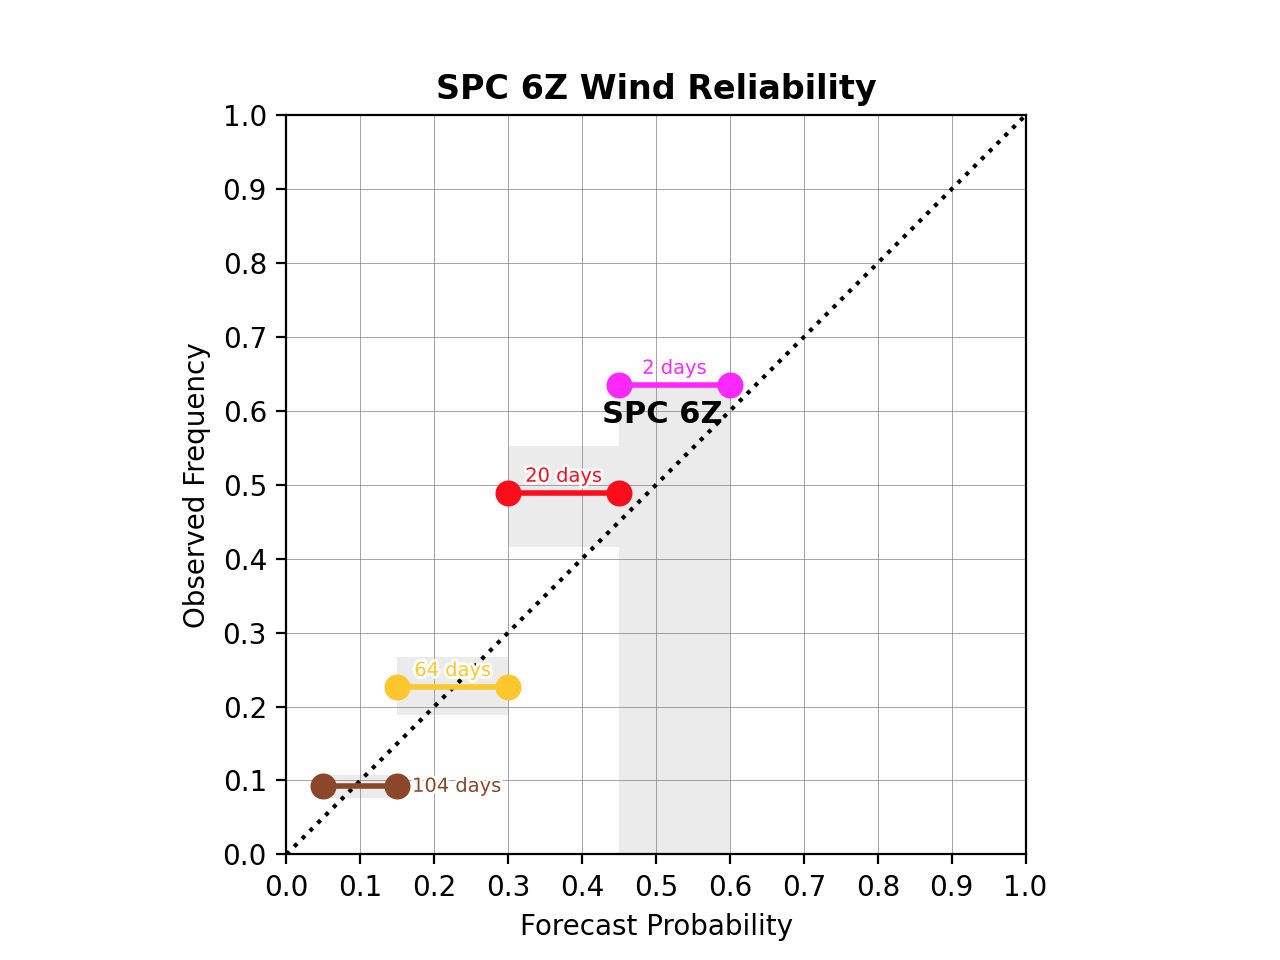 SPC 6Z Wind Reliability
1.0
0.9
0.8
0.7
0.6
0.5
0.4
0.3
0.2
0.1
0.0
Observed Frequency
2 days
SPC 6Z
20 days
64 days
104 days
0.0 0.1 0.2 0.3 0.4 0.5 0.6 0.7 0.8 0.9 1.0
Forecast Probability